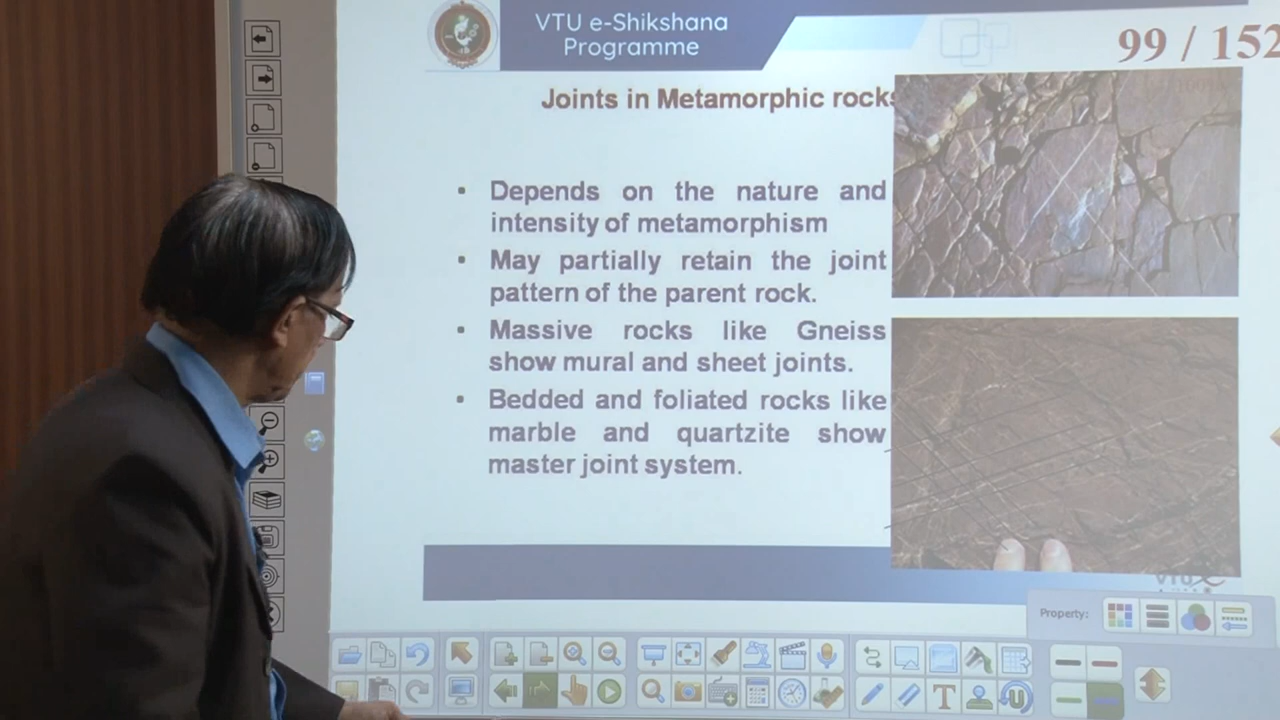 VTU e-Shikshana
Programme
99 / 152
Joints in Metamorphic rocks
Depends on the nature and
intensity of metamorphism
May partially retain the joint
pattern of the parent rock.
Massive rocks like Gneiss
show mural and sheet joints.
Bedded and foliated rocks like
marble and quartzite show
master joint system.
VTU
Property: